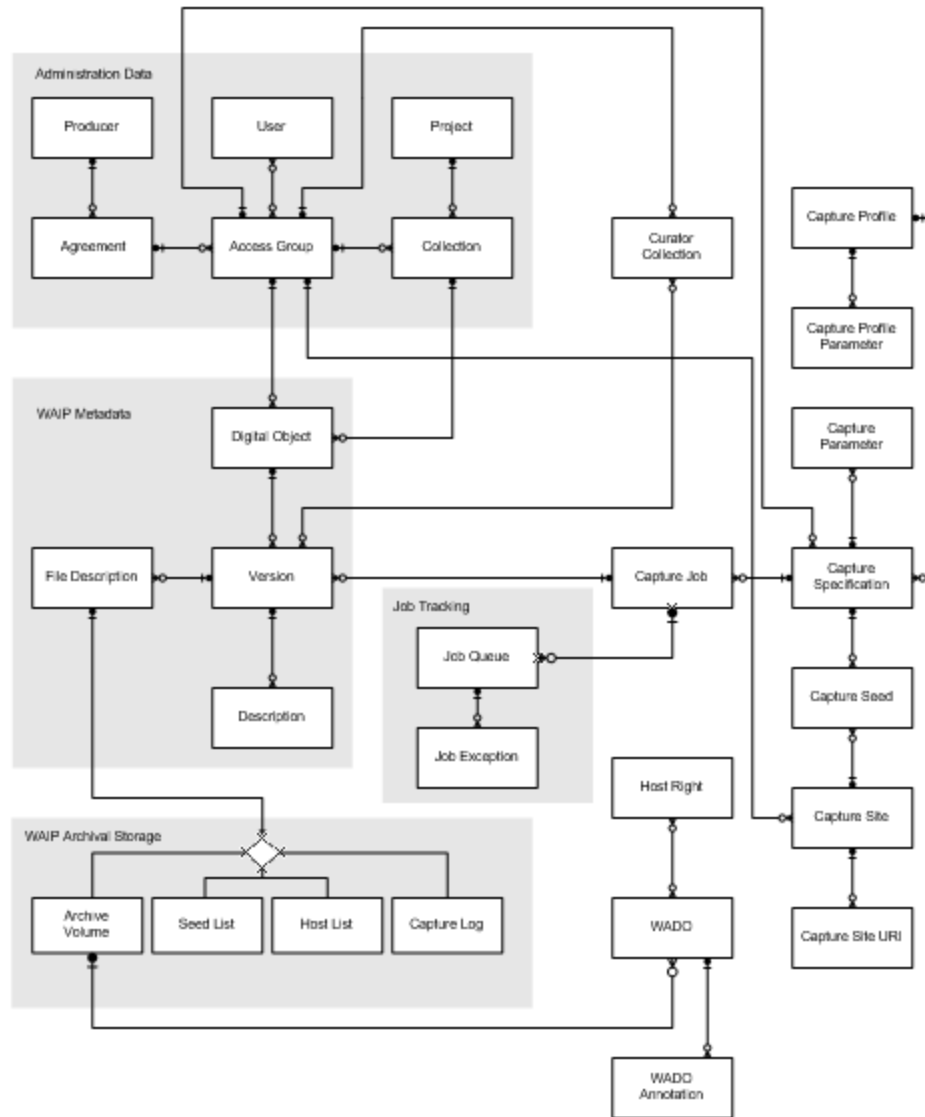 Administration Data
Producer
User
Project
Agreement
Access Group
Collection
Curator
Collection
Capture Profile
Capture Profile
Parameter
WAIP Metadata
Digital Object
Capture
Parameter
File Description
Version
Capture Job
Capture
Specification
Job Tracking
Job Queue
Description
Capture Seed
Job Exception
Host Right
Capture Site
WAIP Archival Storage
Archive
Volume
Seed List
Host List
Capture Log
WADO
Capture Site URI
WADO
Annotation